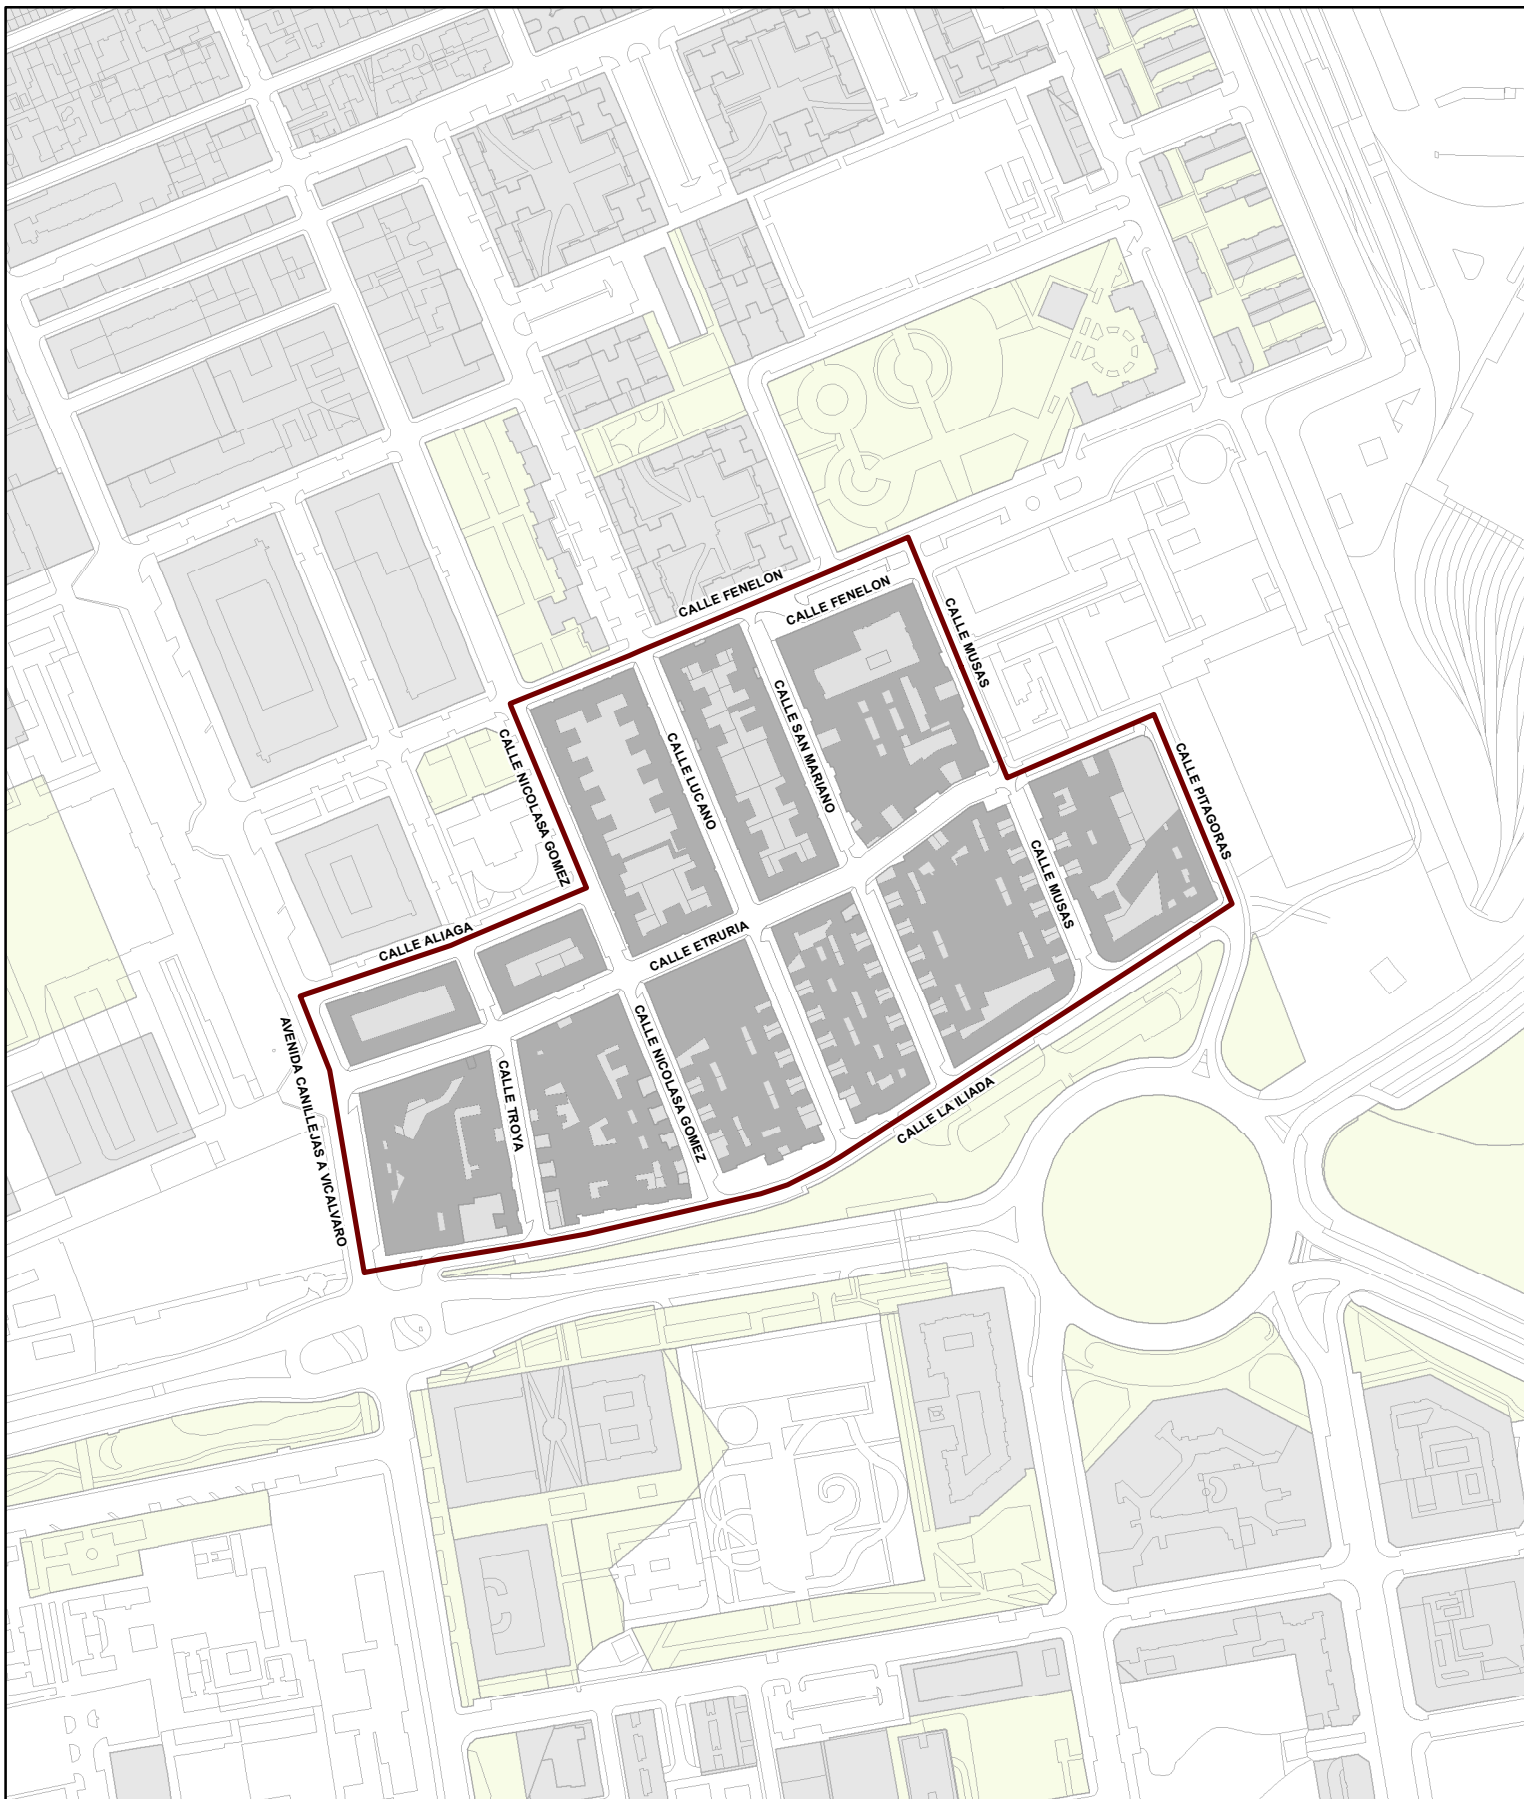 CALLE FENELON
CALLE FENELON
CALLE MUSAS
CALLE SAN MARIANO
CALLE LUCANO
CALLE NICOLASA GOMEZ
CALLE PITAGORAS
CALLE MUSAS
CALLE ALIAGA
CALLE ETRURIA
AVENIDA CANILLEJAS A VICALVARO
CALLE TROYA
CALLE NICOLASA GOMEZ
CALLE LA ILIADA